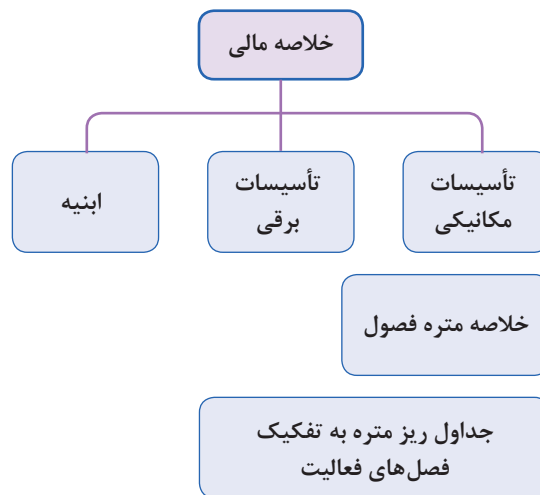 خلاصه مالی
تأسیسات
مکانیکی
تأسیسات
برقی
ابنیه
خلاصه متره فصول
جداول ریز متره به تفکیک
فصل‌های فعالیت